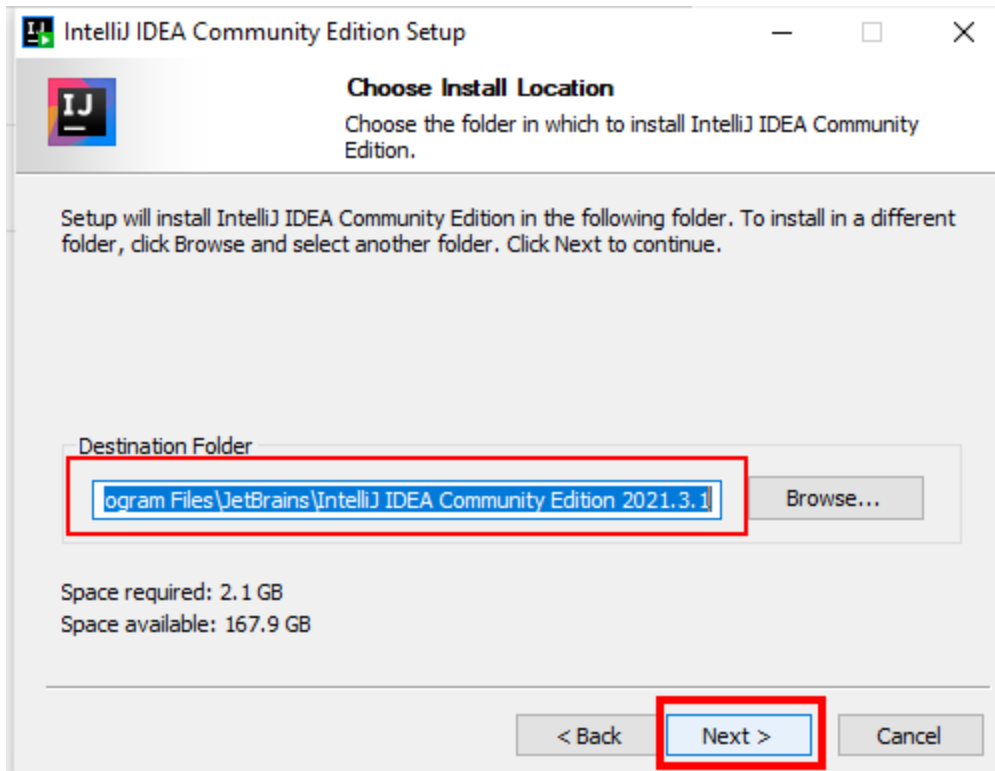 IntelliJ IDEA Community Edition Setup
IJ
Choose Install Location
Choose the folder in which to install IntelliJ IDEA Community
Edition.
Setup will install IntelliJ IDEA Community Edition in the following folder. To install in a different
folder, click Browse and select another folder. Click Next to continue.
Destination Folder
ogram Files\JetBrains\IntelliJ IDEA Community Edition 2021.3.1
Browse...
Space required: 2.1 GB
Space available: 167.9 GB
< Back
Next >
Cancel